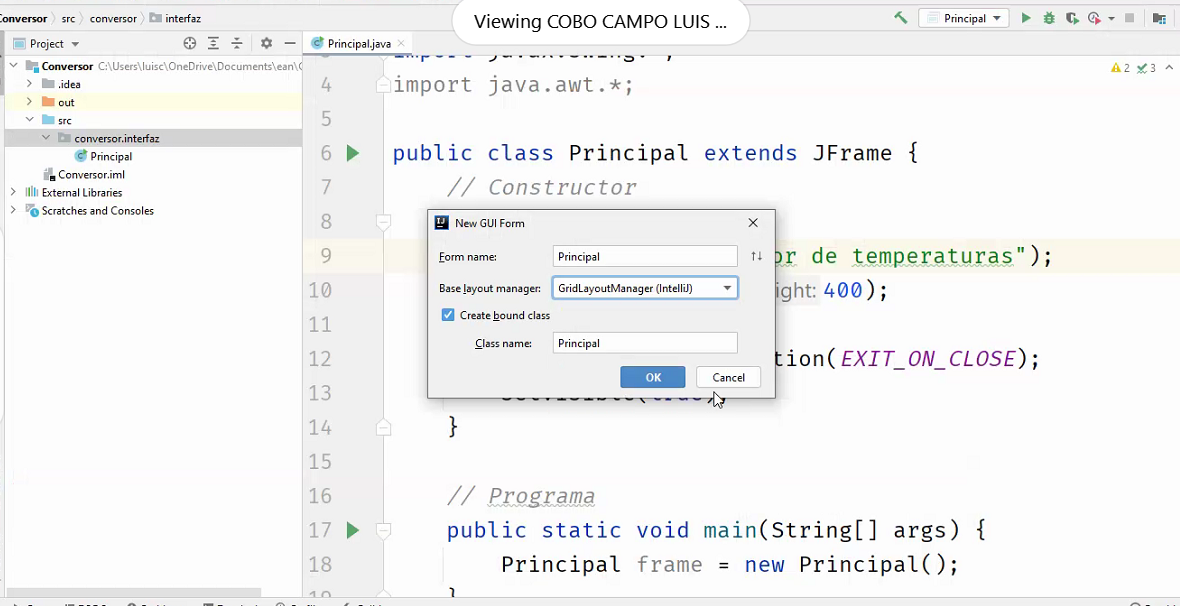 Viewing COBO CAMPO LUIS ...
Conversor
src
conversor
interfaz
Principal
Project
Principal.java
Conversor C:\Users\luisc\OneDrive\Documents\ean\
.idea
out
src
conversor.interfaz
Principal
Conversor.iml
External Libraries
Scratches and Consoles
2 3
4 import java.awt.*;
5
6 public class Principal extends JFrame {
7 // Constructor
8
9 de temperaturas");
10 400);
11
12 (EXIT_ON_CLOSE);
13
14 }
15
16 // Programa
17 public static void main(String[] args) {
18 Principal frame = new Principal();
New GUI Form
Form name: Principal
Base layout manager: GridLayoutManager (IntelliJ)
Create bound class
Class name: Principal
OK Cancel